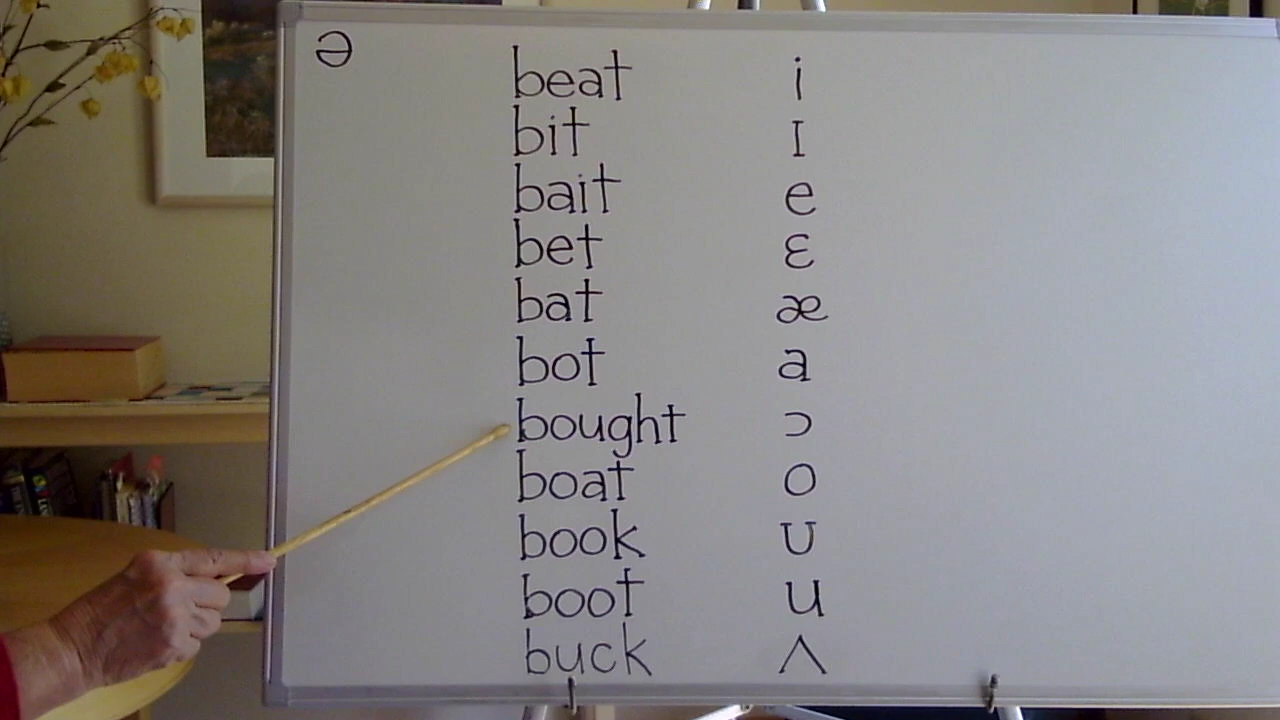 ə
beat i
bit ɪ
bait e
bet ɛ
bat æ
bot a
bought ɔ
boat o
book ʊ
boot u
buck ʌ